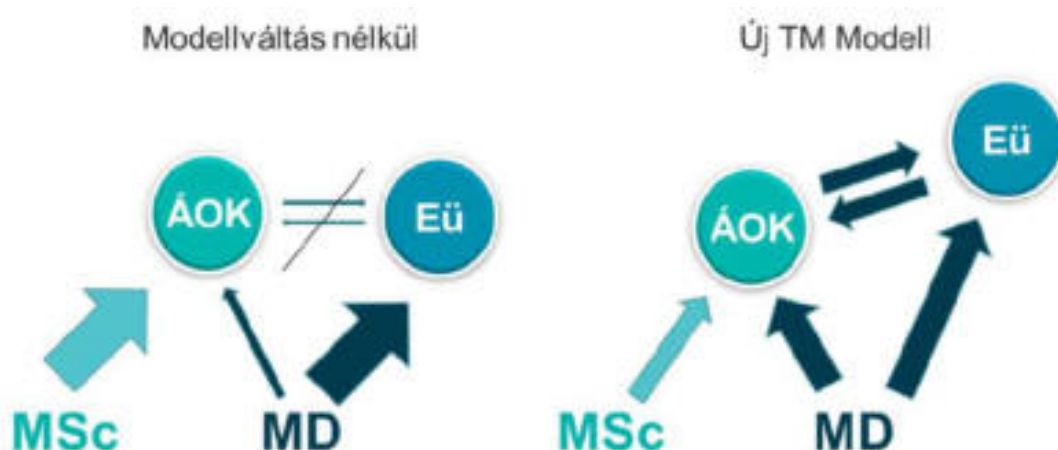 Modellváltás nélkül
ÁOK
Eü
MSc
MD
Új TM Modell
Eü
ÁOK
MSc
MD